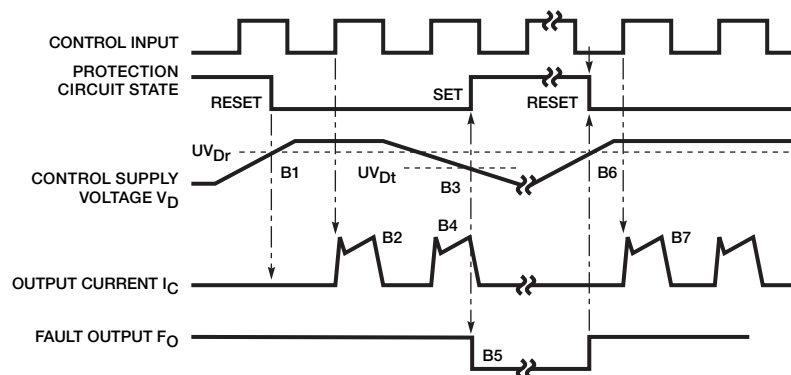 CONTROL INPUT
PROTECTION
CIRCUIT STATE
RESET
SET
RESET
UVDr
B1
UVDt
B3
B6
CONTROL SUPPLY
VOLTAGE VD
B2
B4
B7
OUTPUT CURRENT IC
FAULT OUTPUT FO
B5